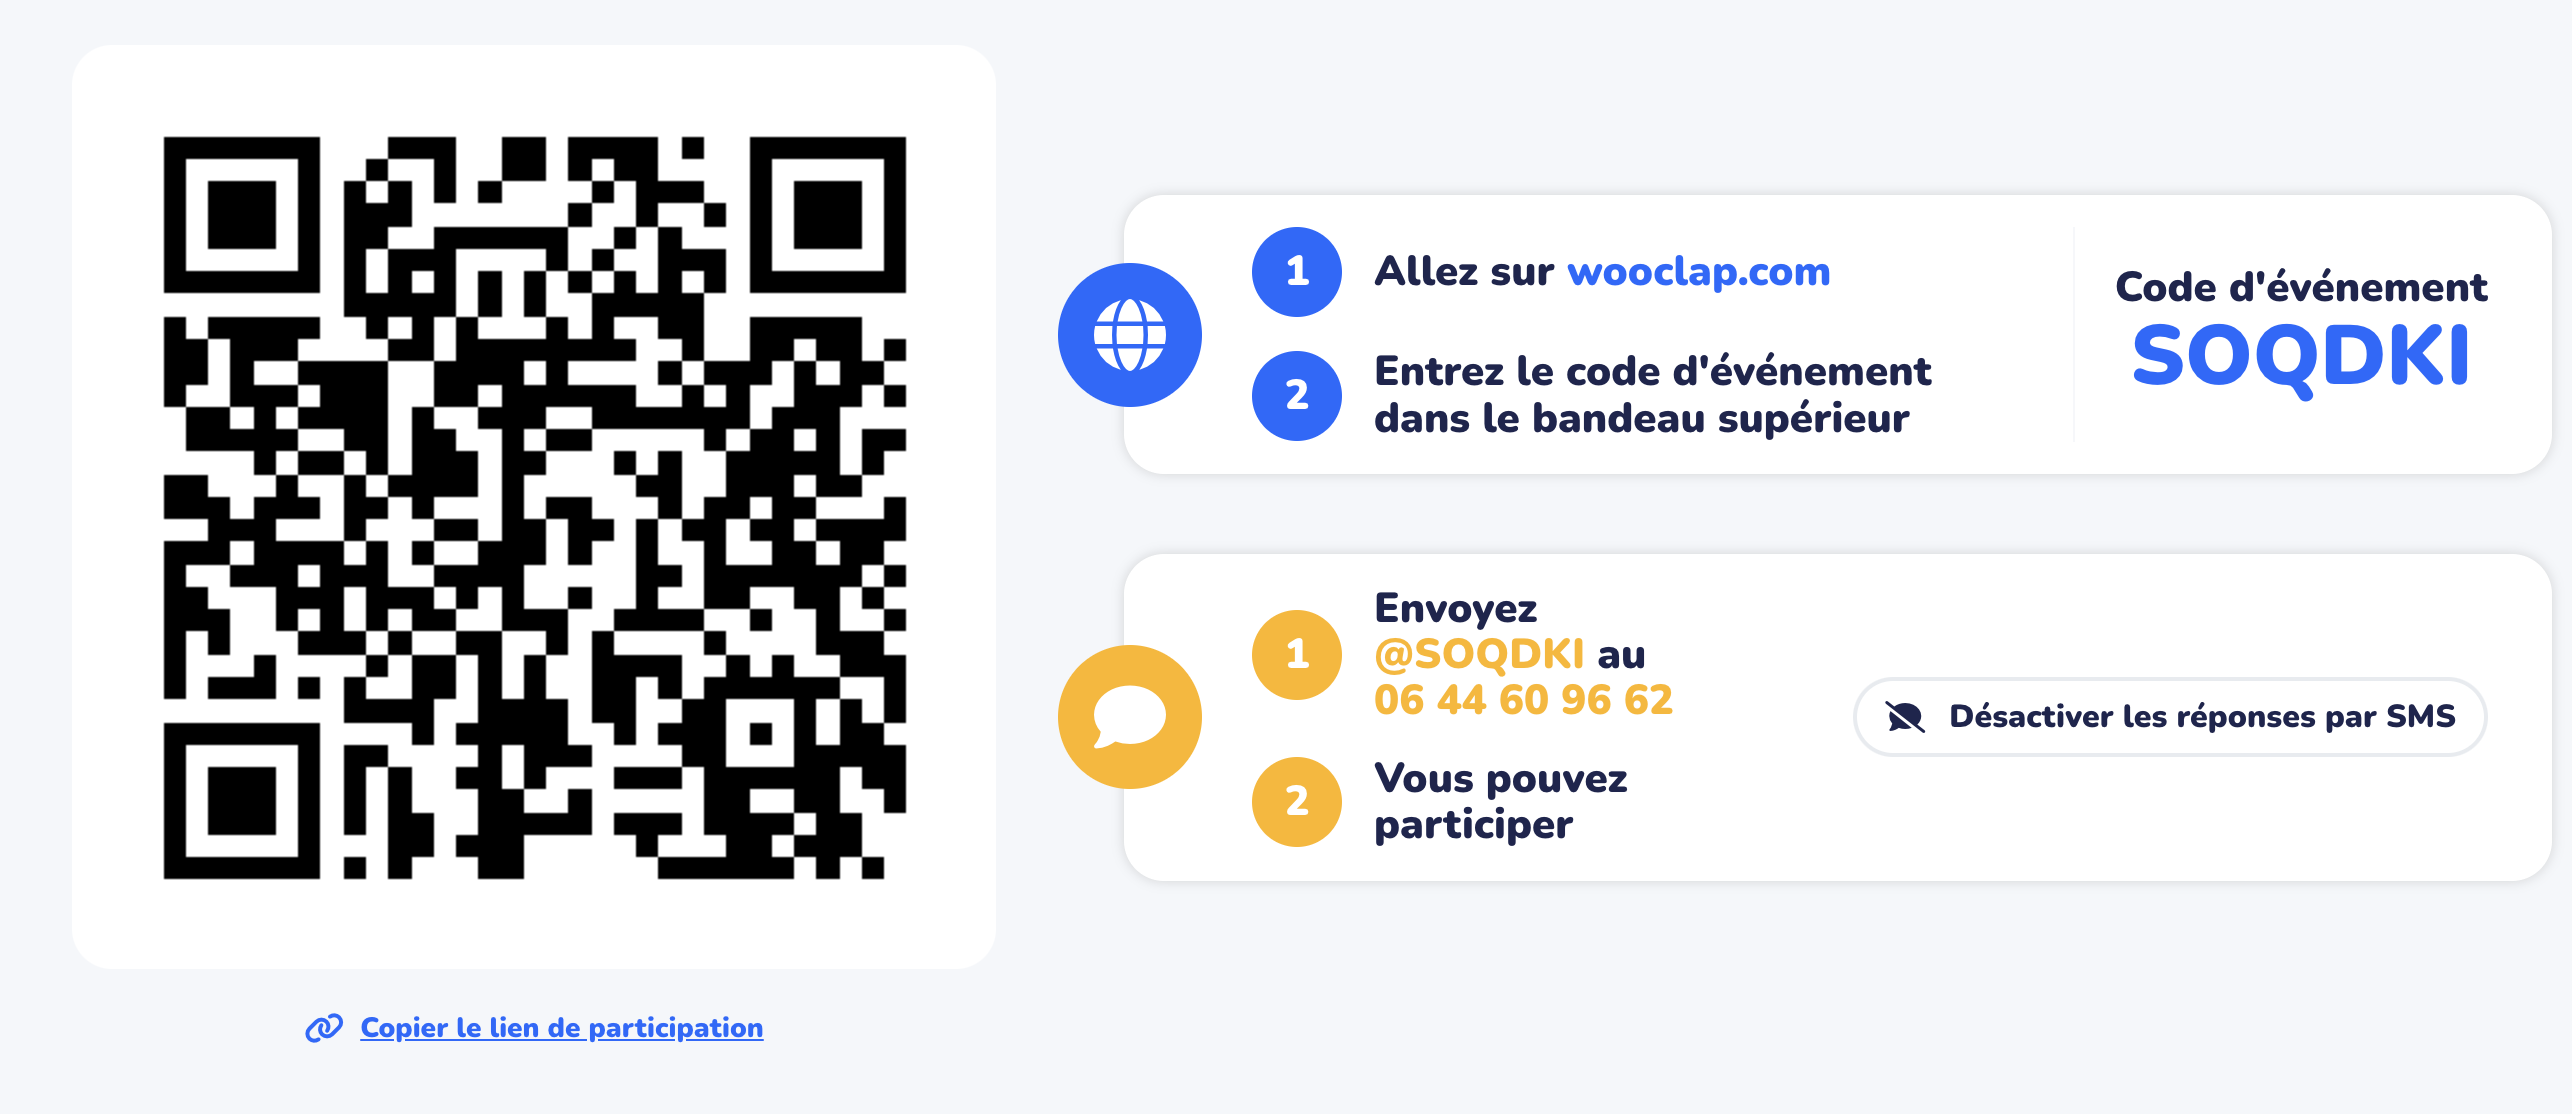 1 Allez sur wooclap.com
2 Entrez le code d'événement
dans le bandeau supérieur
Code d'événement
SOQDKI
1 Envoyez
@SOQDKI au
06 44 60 96 62
2 Vous pouvez
participer
Désactiver les réponses par SMS
Copier le lien de participation